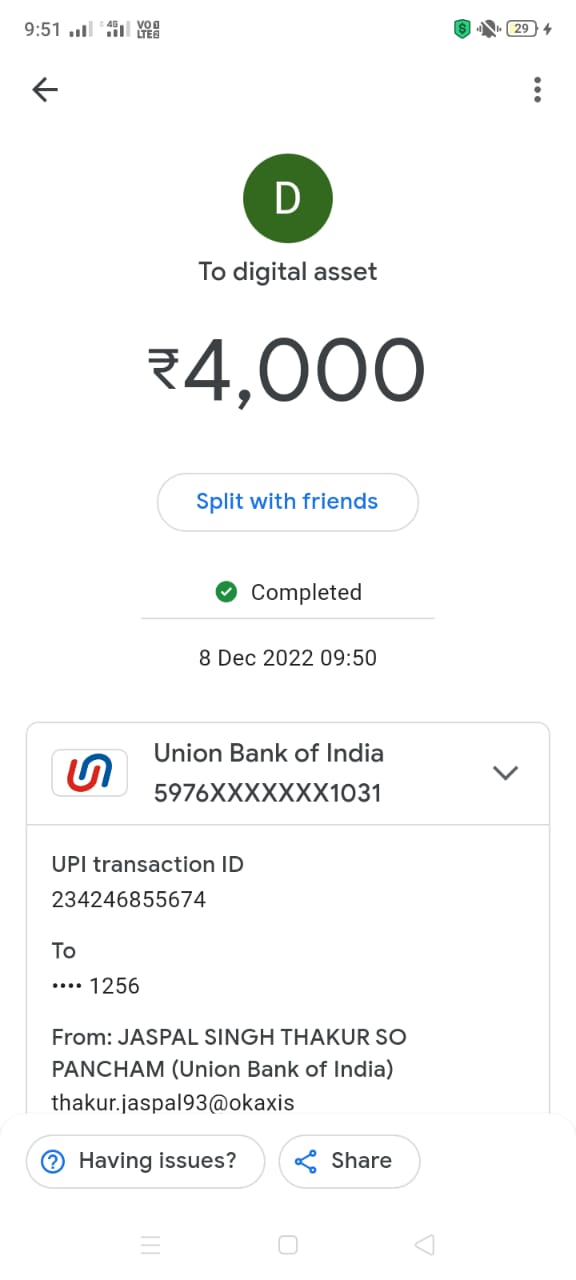 9:51 4G VO LTE 29
D
To digital asset
₹4,000
Split with friends
Completed
8 Dec 2022 09:50
Union Bank of India
5976XXXXXXX1031
UPI transaction ID
234246855674
To
•••• 1256
From: JASPAL SINGH THAKUR SO
PANCHAM (Union Bank of India)
thakur.jaspal93@okaxis
Having issues? Share